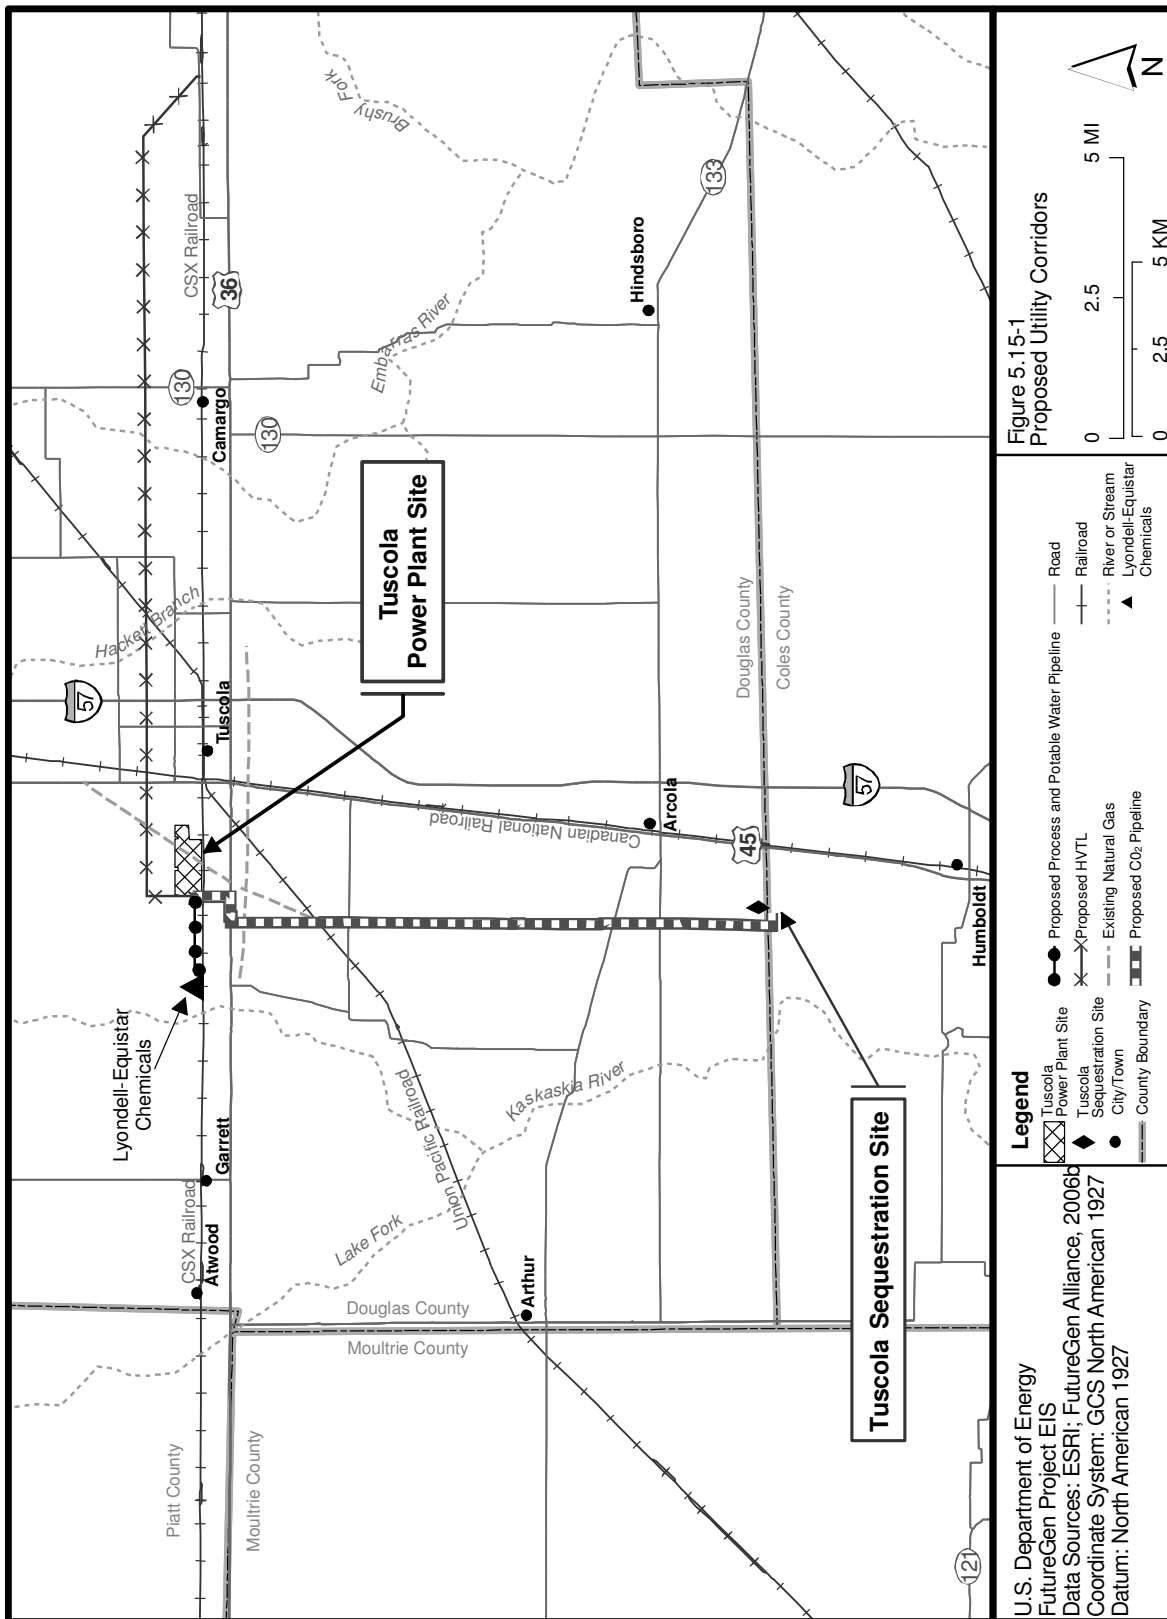 Piatt County
Moultrie County
CSX Railroad
Atwood
Garrett
Lyondell-Equistar
Chemicals
Tuscola
57
Hackett Branch
Camargo
130
130
36
CSX Railroad
Brushy Fork
Embarras River
Tuscola
Power Plant Site
Lake Fork
Union Pacific Railroad
Kaskaskia River
Canadian National Railroad
Douglas County
Moultrie County
Arthur
Arcola
Hindsboro
133
45
57
Douglas County
Coles County
Tuscola Sequestration Site
Humboldt
121
U.S. Department of Energy
FutureGen Project EIS
Data Sources: ESRI; FutureGen Alliance, 2006b
Coordinate System: GCS North American 1927
Datum: North American 1927
Legend
Tuscola
Power Plant Site
Tuscola
Sequestration Site
City/Town
County Boundary
Proposed Process and Potable Water Pipeline
Proposed HVTL
Existing Natural Gas
Proposed C0₂ Pipeline
Road
Railroad
River or Stream
Lyondell-Equistar
Chemicals
Figure 5.15-1
Proposed Utility Corridors
0 2.5 5 MI
0 2.5 5 KM
N